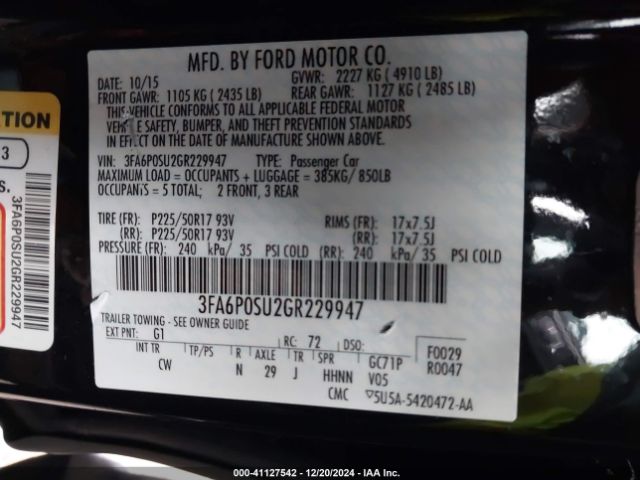 MFD. BY FORD MOTOR CO.
DATE: 10/15 GVWR: 2227 KG ( 4910 LB)
FRONT GAWR: 1105 KG ( 2435 LB) REAR GAWR: 1127 KG ( 2485 LB)
THIS VEHICLE CONFORMS TO ALL APPLICABLE FEDERAL MOTOR
VEHICLE SAFETY, BUMPER, AND THEFT PREVENTION STANDARDS
IN EFFECT ON THE DATE OF MANUFACTURE SHOWN ABOVE.
VIN: 3FA6P0SU2GR229947 TYPE: Passenger Car
MAXIMUM LOAD = OCCUPANTS + LUGGAGE = 385KG/ 850LB
OCCUPANTS = 5 TOTAL; 2 FRONT, 3 REAR
TIRE (FR): P225/50R17 93V RIMS (FR): 17x7.5J
(RR): P225/50R17 93V (RR): 17x7.5J
PRESSURE (FR): 240 kPa/ 35 PSI COLD (RR): 240 kPa/ 35 PSI COLD
3FA6P0SU2GR229947
TRAILER TOWING - SEE OWNER GUIDE
EXT PNT: G1 RC: 72 DSO: F0029
INT TR TP/PS R AXLE TR SPR GC71P R0047
CW N 29 J HHNN V05
CMC 5U5A-5420472-AA
ATION
3
S.
3FA6P0SU2GR229947
000-41127542 - 12/20/2024 - IAA Inc.